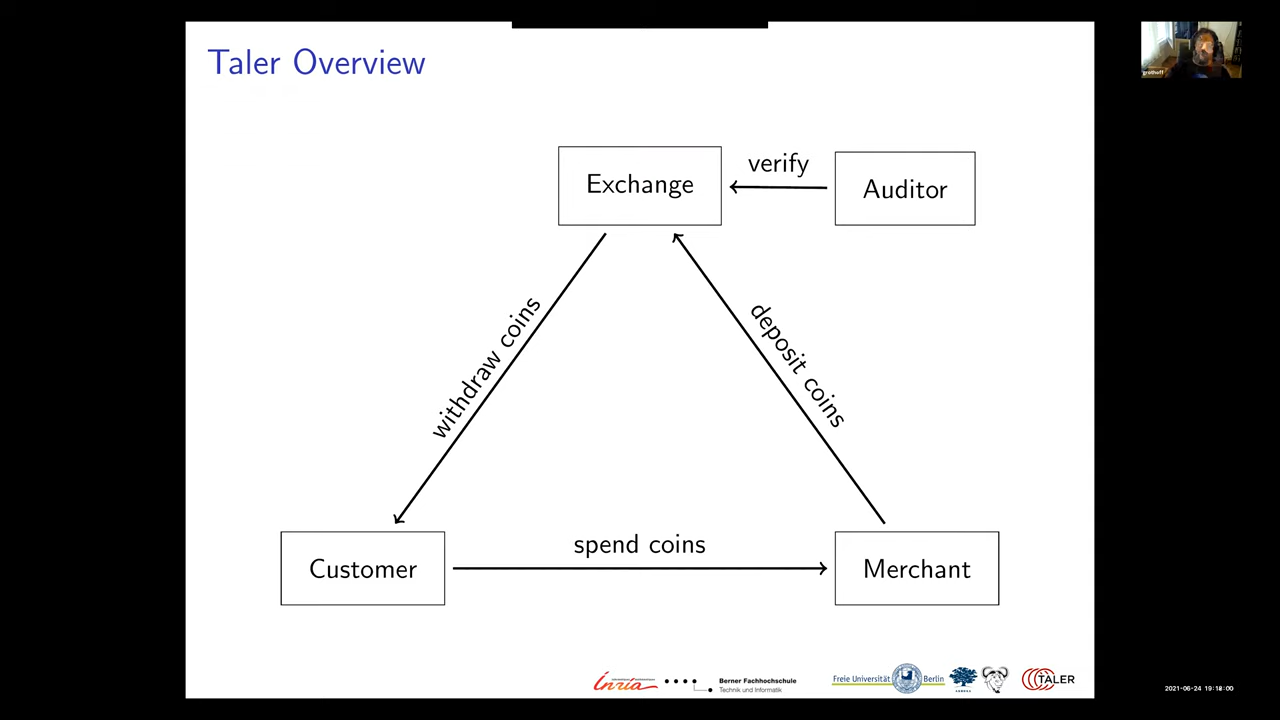 Taler Overview
grothoff
Exchange
verify
Auditor
withdraw coins
deposit coins
Customer
spend coins
Merchant
Inria
Berner Fachhochschule
Technik und Informatik
Freie Universität Berlin
TALER
2021-06-24 19:18:00